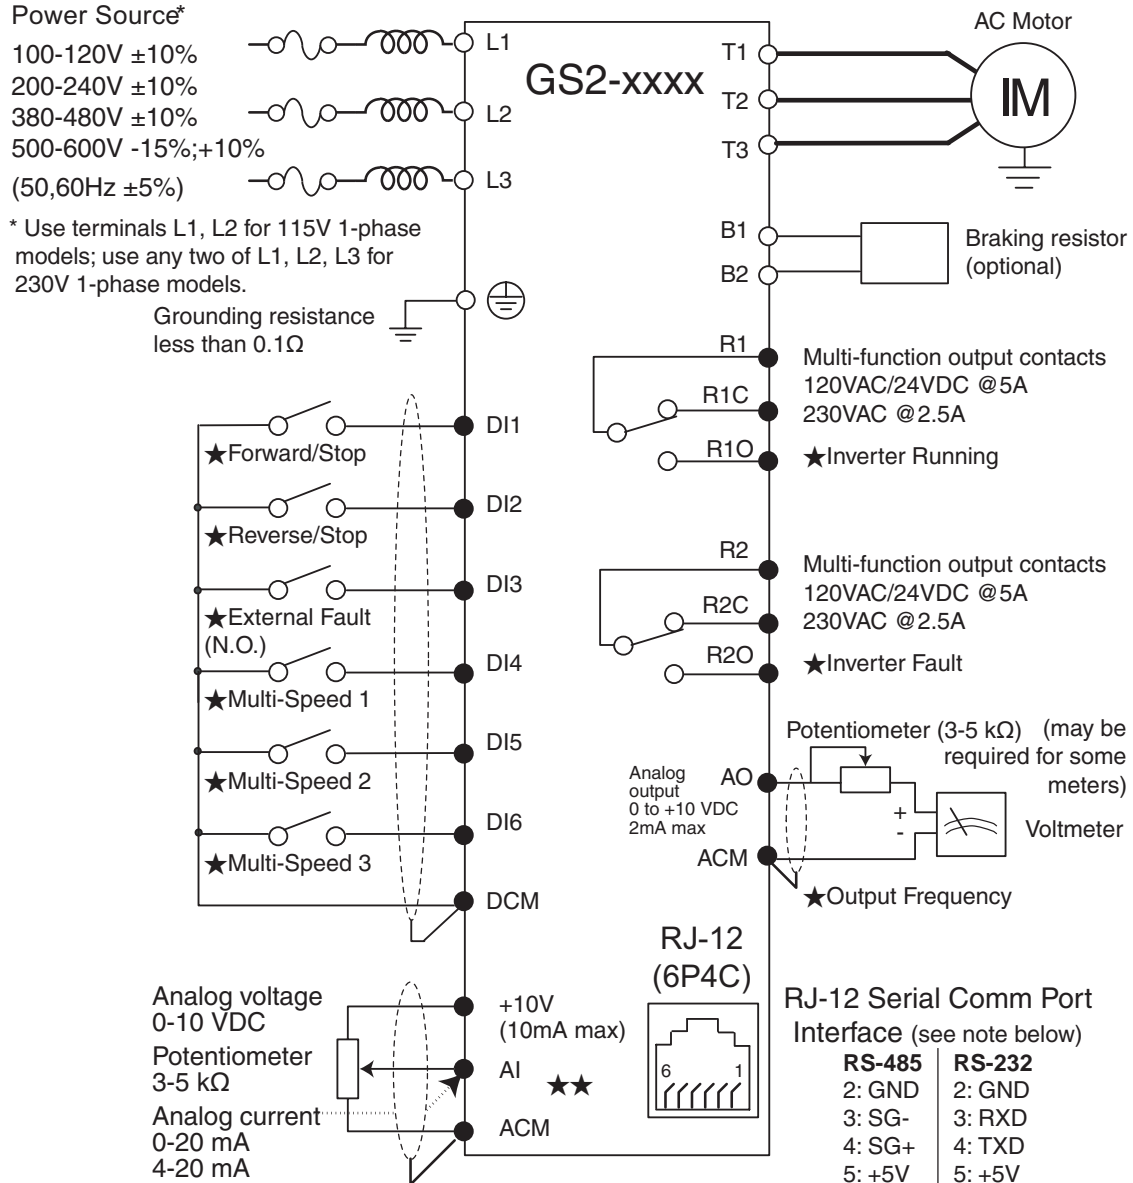 Power Source*
100-120V ±10%
200-240V ±10%
380-480V ±10%
500-600V -15%;+10%
(50,60Hz ±5%)
* Use terminals L1, L2 for 115V 1-phase
models; use any two of L1, L2, L3 for
230V 1-phase models.
Grounding resistance
less than 0.1Ω
L1
L2
L3
GS2-xxxx
T1
T2
T3
AC Motor
IM
B1
B2
Braking resistor
(optional)
R1
R1C
R1O
Multi-function output contacts
120VAC/24VDC @5A
230VAC @2.5A
★Inverter Running
R2
R2C
R2O
Multi-function output contacts
120VAC/24VDC @5A
230VAC @2.5A
★Inverter Fault
DI1
★Forward/Stop
DI2
★Reverse/Stop
DI3
★External Fault
(N.O.)
DI4
★Multi-Speed 1
DI5
★Multi-Speed 2
DI6
★Multi-Speed 3
DCM
Potentiometer (3-5 kΩ) (may be
required for some
meters)
Analog
output
0 to +10 VDC
2mA max
AO
ACM
+
-
Voltmeter
★Output Frequency
Analog voltage
0-10 VDC
Potentiometer
3-5 kΩ
Analog current
0-20 mA
4-20 mA
+10V
(10mA max)
AI
★★
ACM
RJ-12
(6P4C)
6 1
RJ-12 Serial Comm Port
Interface (see note below)
RS-485 RS-232
2: GND 2: GND
3: SG- 3: RXD
4: SG+ 4: TXD
5: +5V 5: +5V